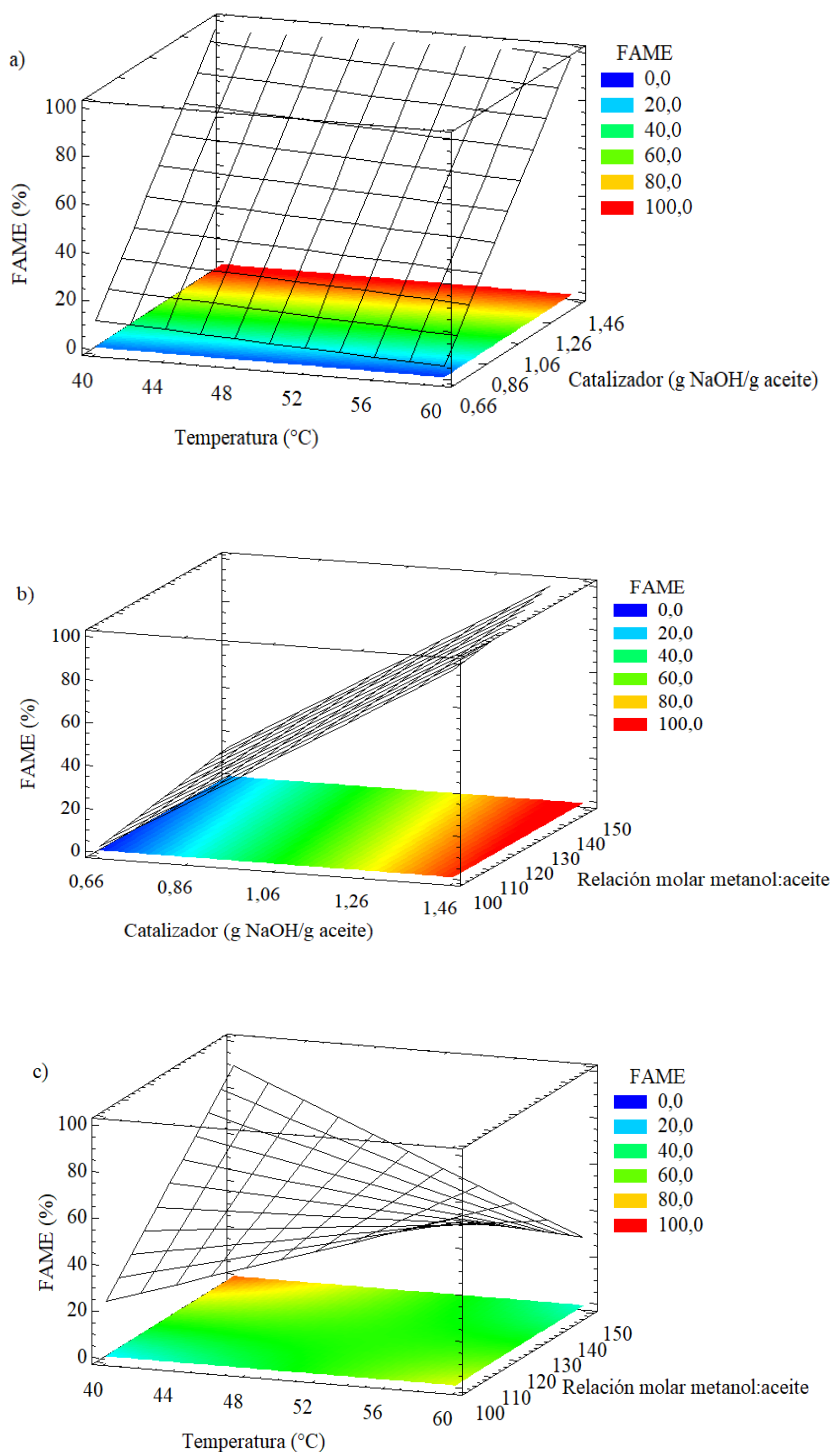 a)
FAME
0,0
20,0
40,0
60,0
80,0
100,0
FAME (%)
100
80
60
40
20
0
40 44 48 52 56 60
Temperatura (°C)
0,66 0,86 1,06 1,26 1,46
Catalizador (g NaOH/g aceite)
b)
FAME
0,0
20,0
40,0
60,0
80,0
100,0
FAME (%)
100
80
60
40
20
0
0,66 0,86 1,06 1,26 1,46
Catalizador (g NaOH/g aceite)
100 110 120 130 140 150
Relación molar metanol:aceite
c)
FAME
0,0
20,0
40,0
60,0
80,0
100,0
FAME (%)
100
80
60
40
20
0
40 44 48 52 56 60
Temperatura (°C)
100 110 120 130 140 150
Relación molar metanol:aceite